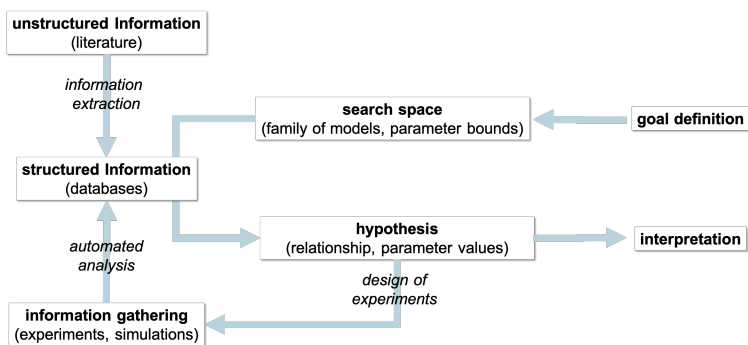 unstructured Information
(literature)
information
extraction
search space
(family of models, parameter bounds)
goal definition
structured Information
(databases)
hypothesis
(relationship, parameter values)
interpretation
automated
analysis
design of
experiments
information gathering
(experiments, simulations)